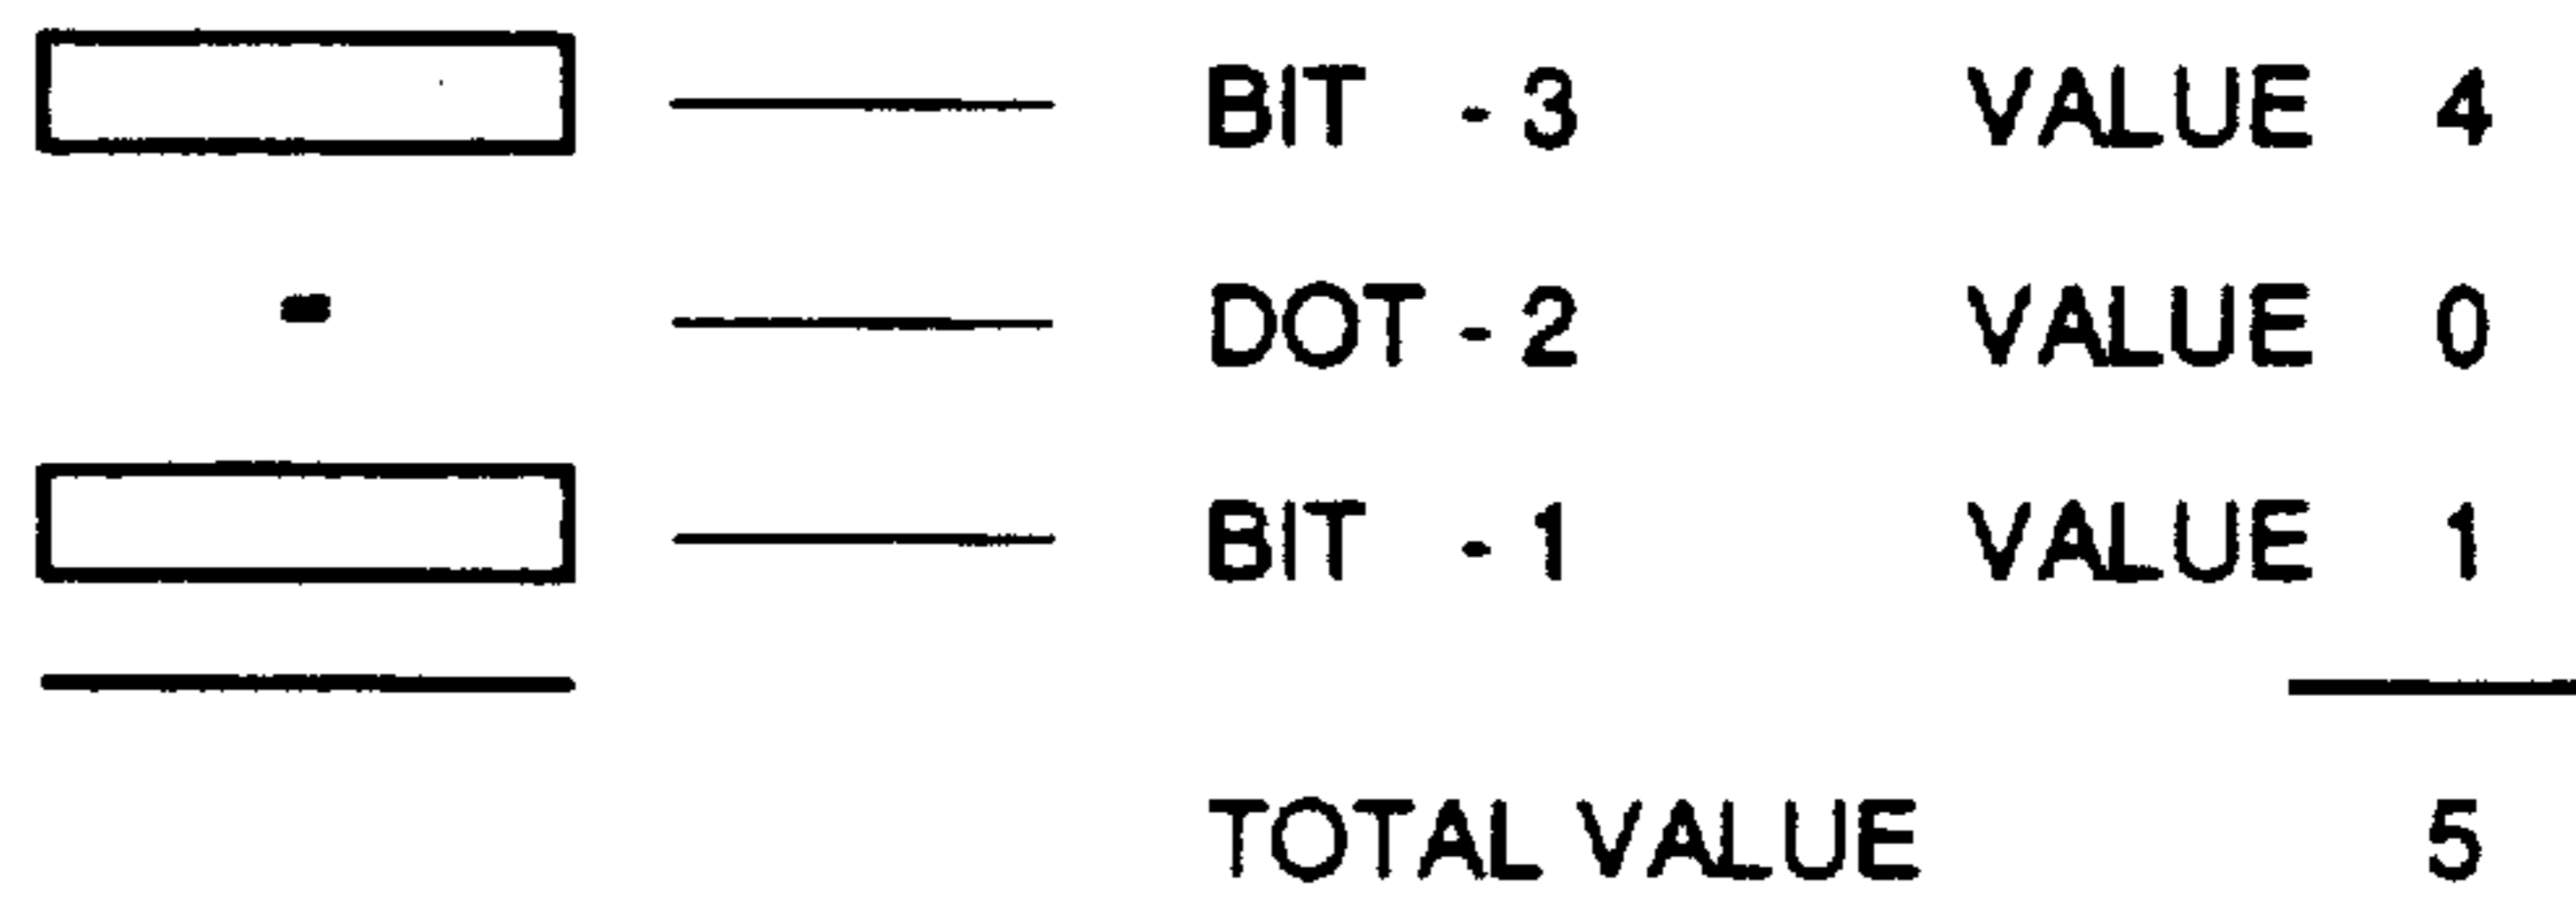 BIT - 3 VALUE 4
DOT - 2 VALUE 0
BIT - 1 VALUE 1
TOTAL VALUE 5